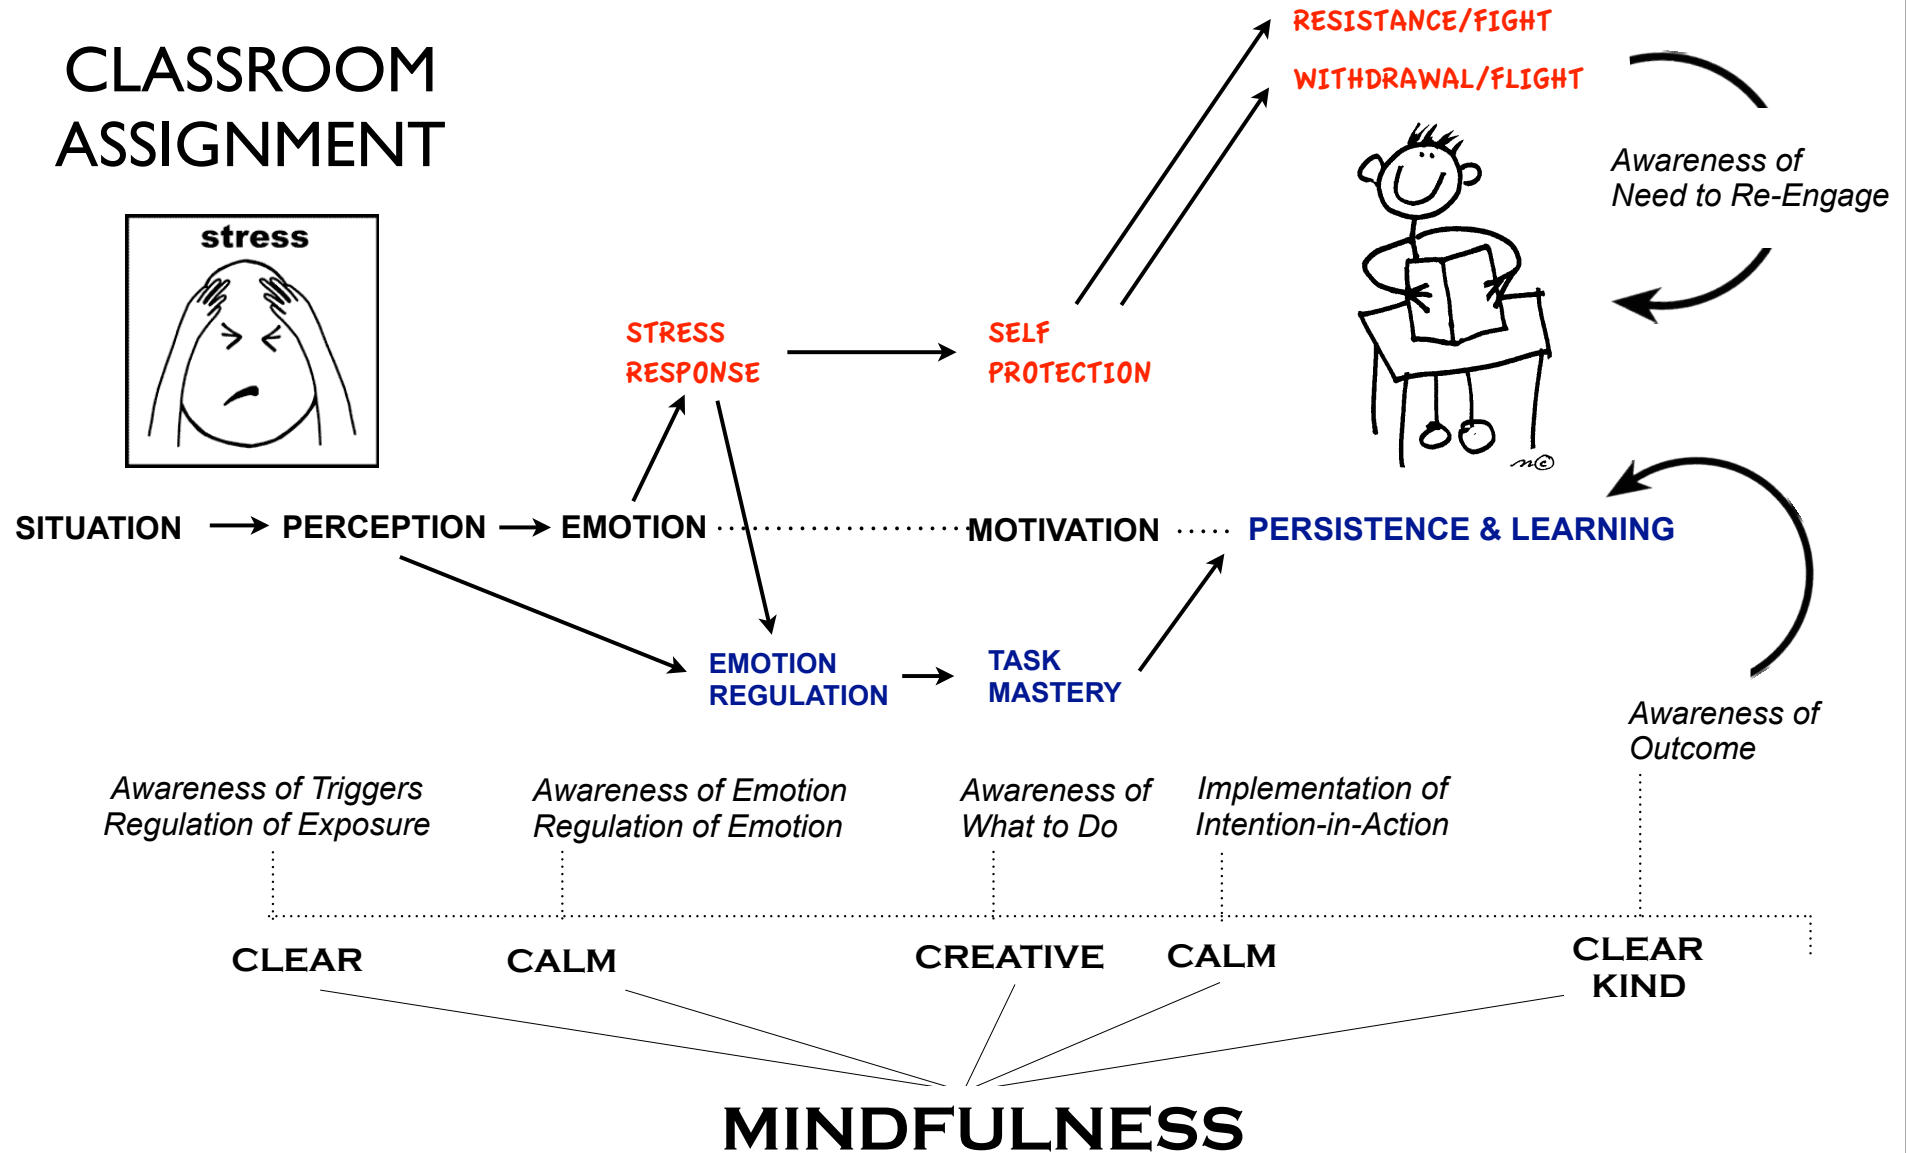 CLASSROOM
ASSIGNMENT
stress
RESISTANCE/FIGHT
WITHDRAWAL/FLIGHT
Awareness of
Need to Re-Engage
STRESS
RESPONSE
SELF
PROTECTION
SITUATION
PERCEPTION
EMOTION
MOTIVATION
PERSISTENCE & LEARNING
EMOTION
REGULATION
TASK
MASTERY
Awareness of
Outcome
Awareness of Triggers
Regulation of Exposure
Awareness of Emotion
Regulation of Emotion
Awareness of
What to Do
Implementation of
Intention-in-Action
CLEAR
CALM
CREATIVE
CALM
CLEAR
KIND
MINDFULNESS